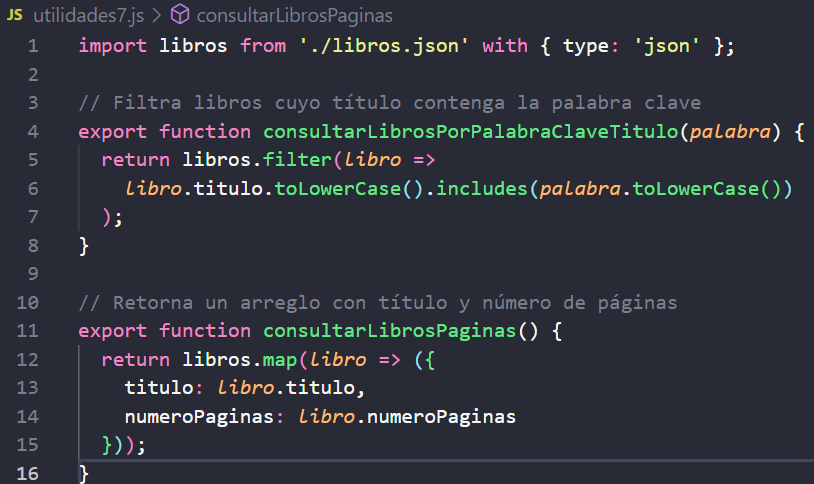 JS utilidades7.js > consultarLibrosPaginas
1 import libros from './libros.json' with { type: 'json' };
2
3 // Filtra libros cuyo título contenga la palabra clave
4 export function consultarLibrosPorPalabraClaveTitulo(palabra) {
5   return libros.filter(libro =>
6     libro.titulo.toLowerCase().includes(palabra.toLowerCase())
7   );
8 }
9
10 // Retorna un arreglo con título y número de páginas
11 export function consultarLibrosPaginas() {
12   return libros.map(libro => ({
13     titulo: libro.titulo,
14     numeroPaginas: libro.numeroPaginas
15   }));
16 }